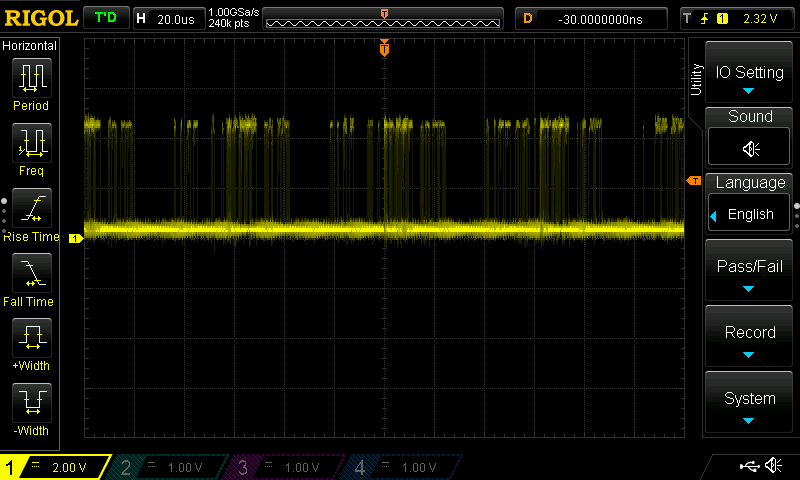 RIGOL T'D H 20.0us 1.00GSa/s 240k pts T D -30.0000000ns T 1 2.32 V
Horizontal
Period
Freq
Rise Time
Fall Time
+Width
-Width
T
T
1
Utility
IO Setting
Sound
Language
English
Pass/Fail
Record
System
1 2.00 V 2 1.00 V 3 1.00 V 4 1.00 V